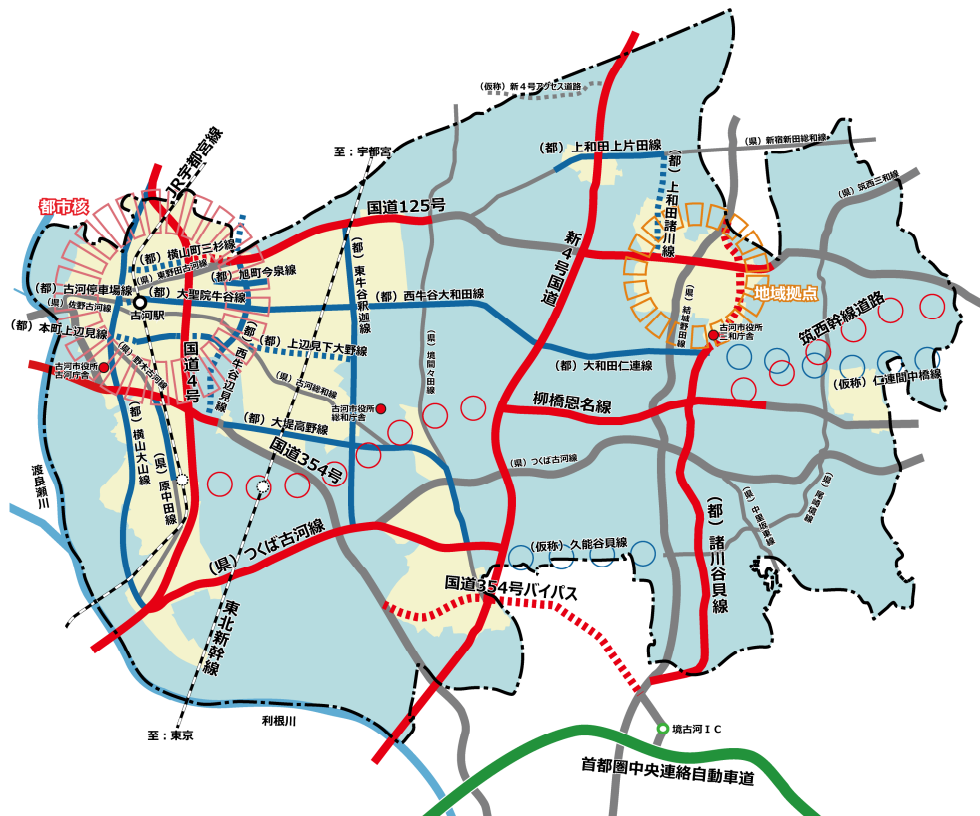 （仮称）新４号アクセス道路
（都）上和田上片田線
（県）新宿新田総和線
至：宇都宮
JR宇都宮線
（都）上和田諸川線
（県）筑西三和線
都市核
国道125号
新４号国道
（都）横山町三杉線
（県）東野田古河線
（都）旭町今泉線
（都）東牛谷釈迦線
（都）古河停車場線
（都）大聖院牛谷線
（都）西牛谷大和田線
地域拠点
（県）佐野古河線
古河駅
（県）結城野田線
筑西幹線道路
（都）本町上辺見線
古河市役所
三和庁舎
（都）上辺見下大野線
（県）境間々田線
（県）野木古河線
国道４号
（都）西牛谷辺見線
（都）大和田仁連線
古河市役所
古河庁舎
（県）古河総和線
（仮称）仁連間中橋線
古河市役所
総和庁舎
柳橋恩名線
（都）大堤高野線
（都）横山大山線
（県）原中田線
国道354号
（県）つくば古河線
渡良瀬川
（県）中里坂東線
（都）諸川谷貝線
（県）つくば古河線
（仮称）久能谷貝線
国道354号バイパス
東北新幹線
利根川
至：東京
境古河ＩＣ
首都圏中央連絡自動車道